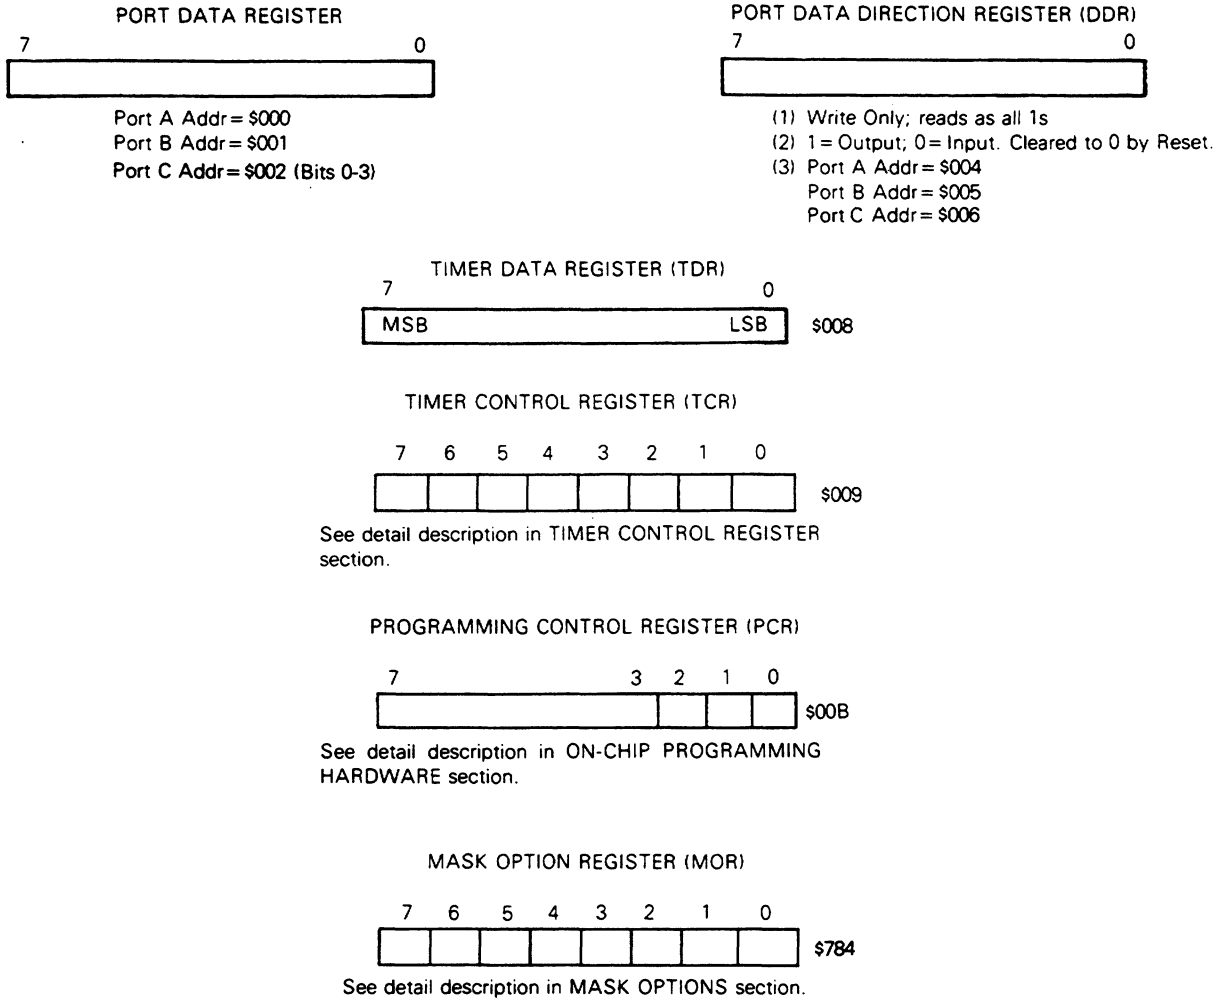 PORT DATA REGISTER
7 0
Port A Addr = $000
Port B Addr = $001
Port C Addr = $002 (Bits 0-3)
PORT DATA DIRECTION REGISTER (DDR)
7 0
(1) Write Only; reads as all 1s
(2) 1 = Output; 0 = Input. Cleared to 0 by Reset.
(3) Port A Addr = $004
Port B Addr = $005
Port C Addr = $006
TIMER DATA REGISTER (TDR)
7 0
MSB LSB $008
TIMER CONTROL REGISTER (TCR)
7 6 5 4 3 2 1 0
$009
See detail description in TIMER CONTROL REGISTER
section.
PROGRAMMING CONTROL REGISTER (PCR)
7 3 2 1 0
$00B
See detail description in ON-CHIP PROGRAMMING
HARDWARE section.
MASK OPTION REGISTER (MOR)
7 6 5 4 3 2 1 0
$784
See detail description in MASK OPTIONS section.